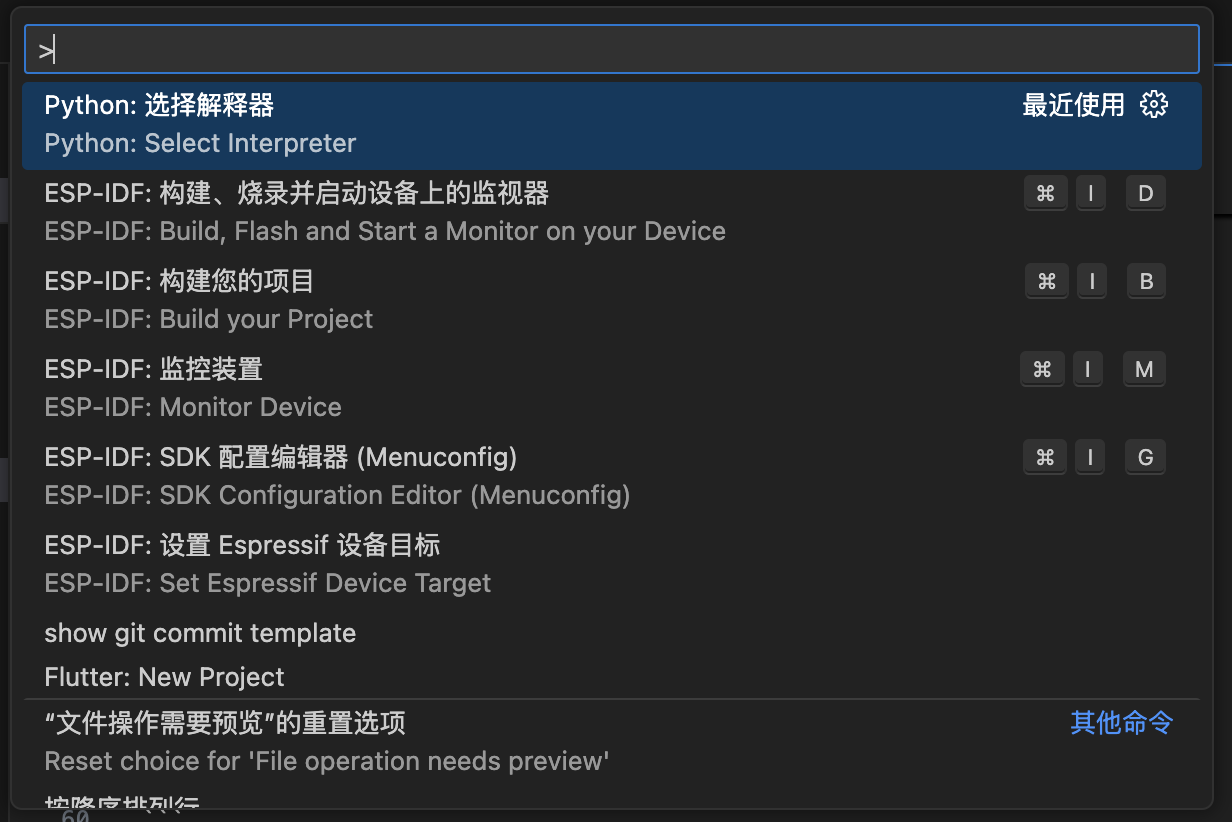 >
Python: 选择解释器 最近使用
Python: Select Interpreter
ESP-IDF: 构建、烧录并启动设备上的监视器 ⌘ I D
ESP-IDF: Build, Flash and Start a Monitor on your Device
ESP-IDF: 构建您的项目 ⌘ I B
ESP-IDF: Build your Project
ESP-IDF: 监控装置 ⌘ I M
ESP-IDF: Monitor Device
ESP-IDF: SDK 配置编辑器 (Menuconfig) ⌘ I G
ESP-IDF: SDK Configuration Editor (Menuconfig)
ESP-IDF: 设置 Espressif 设备目标
ESP-IDF: Set Espressif Device Target
show git commit template
Flutter: New Project
“文件操作需要预览”的重置选项 其他命令
Reset choice for 'File operation needs preview'
按降序排列行
60